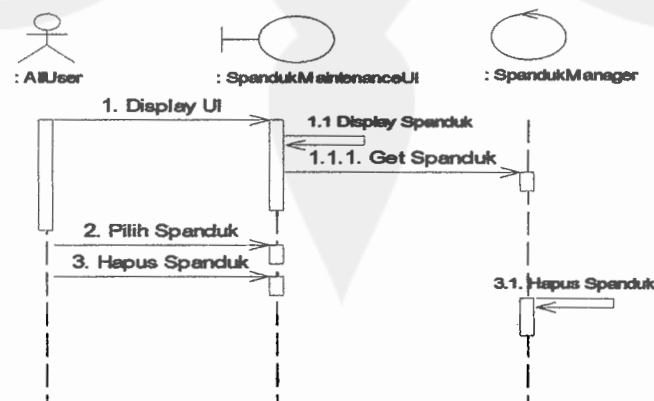 : AllUser
: SpandukMaintenanceUI
: SpandukManager
1. Display UI
1.1 Display Spanduk
1.1.1. Get Spanduk
2. Pilih Spanduk
3. Hapus Spanduk
3.1. Hapus Spanduk